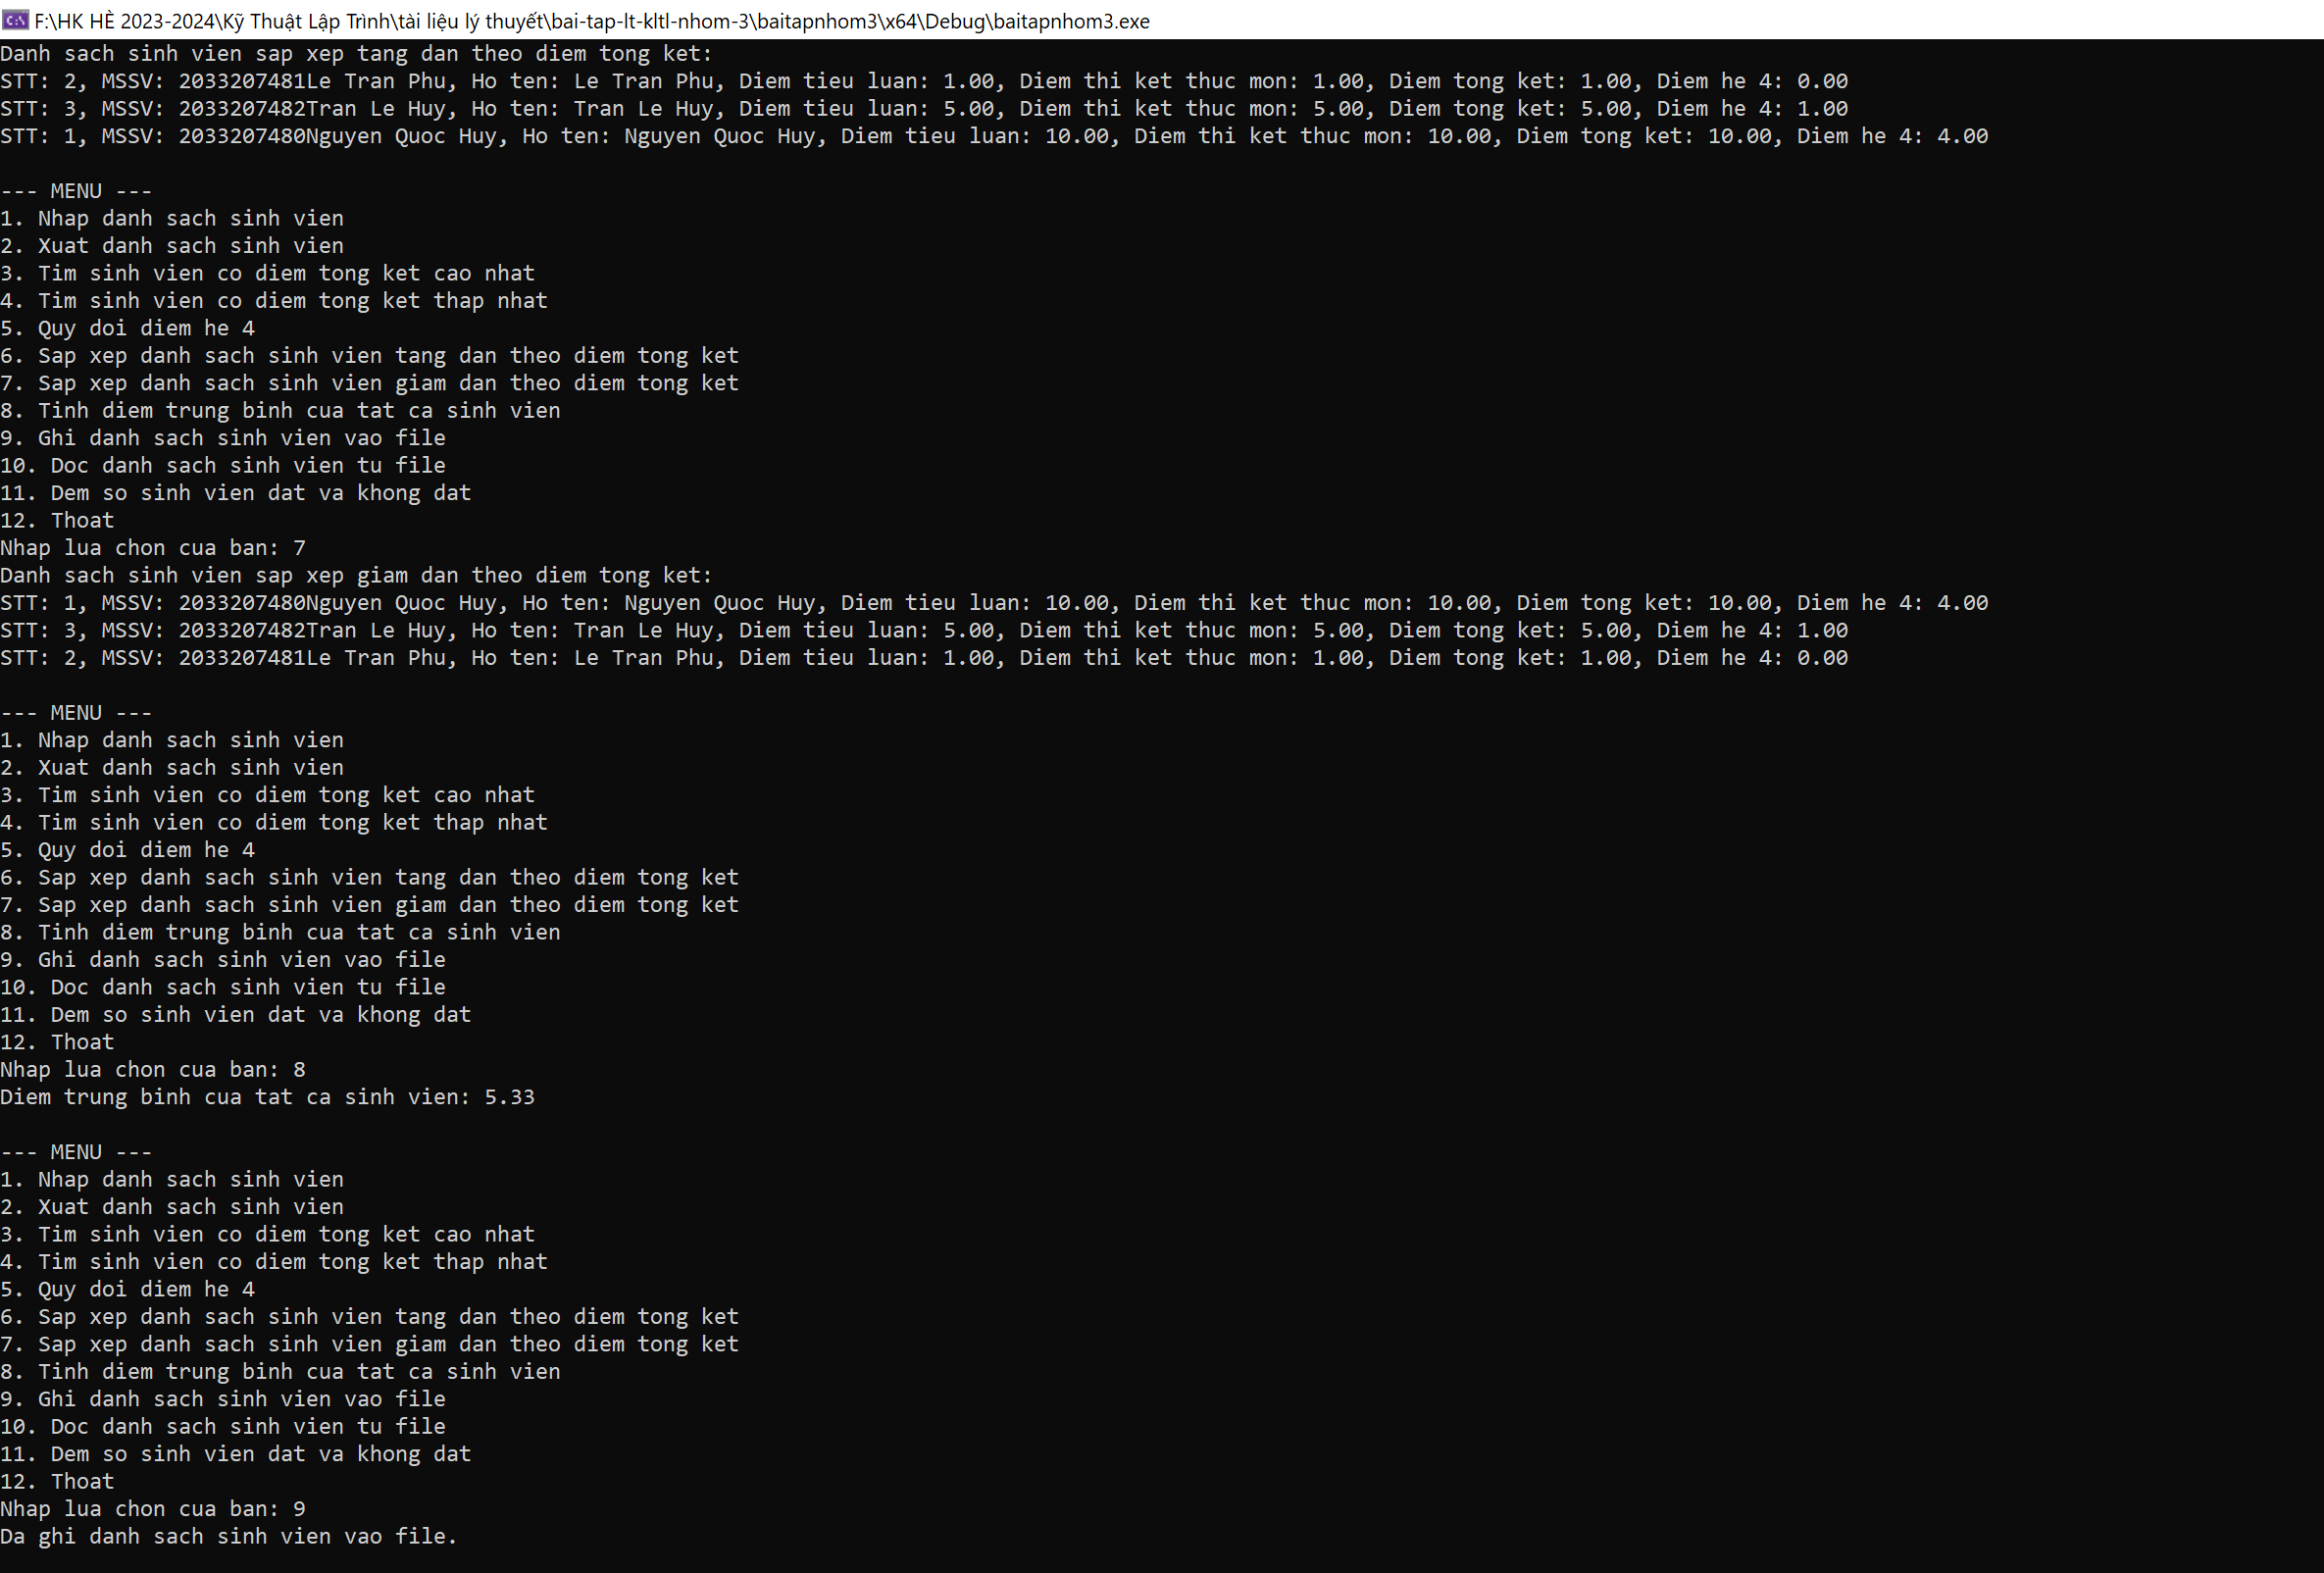 F:\HK HÈ 2023-2024\Kỹ Thuật Lập Trình\tài liệu lý thuyết\bai-tap-lt-kltl-nhom-3\baitapnhom3\x64\Debug\baitapnhom3.exe
Danh sach sinh vien sap xep tang dan theo diem tong ket:
STT: 2, MSSV: 2033207481Le Tran Phu, Ho ten: Le Tran Phu, Diem tieu luan: 1.00, Diem thi ket thuc mon: 1.00, Diem tong ket: 1.00, Diem he 4: 0.00
STT: 3, MSSV: 2033207482Tran Le Huy, Ho ten: Tran Le Huy, Diem tieu luan: 5.00, Diem thi ket thuc mon: 5.00, Diem tong ket: 5.00, Diem he 4: 1.00
STT: 1, MSSV: 2033207480Nguyen Quoc Huy, Ho ten: Nguyen Quoc Huy, Diem tieu luan: 10.00, Diem thi ket thuc mon: 10.00, Diem tong ket: 10.00, Diem he 4: 4.00
--- MENU ---
1. Nhap danh sach sinh vien
2. Xuat danh sach sinh vien
3. Tim sinh vien co diem tong ket cao nhat
4. Tim sinh vien co diem tong ket thap nhat
5. Quy doi diem he 4
6. Sap xep danh sach sinh vien tang dan theo diem tong ket
7. Sap xep danh sach sinh vien giam dan theo diem tong ket
8. Tinh diem trung binh cua tat ca sinh vien
9. Ghi danh sach sinh vien vao file
10. Doc danh sach sinh vien tu file
11. Dem so sinh vien dat va khong dat
12. Thoat
Nhap lua chon cua ban: 7
Danh sach sinh vien sap xep giam dan theo diem tong ket:
STT: 1, MSSV: 2033207480Nguyen Quoc Huy, Ho ten: Nguyen Quoc Huy, Diem tieu luan: 10.00, Diem thi ket thuc mon: 10.00, Diem tong ket: 10.00, Diem he 4: 4.00
STT: 3, MSSV: 2033207482Tran Le Huy, Ho ten: Tran Le Huy, Diem tieu luan: 5.00, Diem thi ket thuc mon: 5.00, Diem tong ket: 5.00, Diem he 4: 1.00
STT: 2, MSSV: 2033207481Le Tran Phu, Ho ten: Le Tran Phu, Diem tieu luan: 1.00, Diem thi ket thuc mon: 1.00, Diem tong ket: 1.00, Diem he 4: 0.00
--- MENU ---
1. Nhap danh sach sinh vien
2. Xuat danh sach sinh vien
3. Tim sinh vien co diem tong ket cao nhat
4. Tim sinh vien co diem tong ket thap nhat
5. Quy doi diem he 4
6. Sap xep danh sach sinh vien tang dan theo diem tong ket
7. Sap xep danh sach sinh vien giam dan theo diem tong ket
8. Tinh diem trung binh cua tat ca sinh vien
9. Ghi danh sach sinh vien vao file
10. Doc danh sach sinh vien tu file
11. Dem so sinh vien dat va khong dat
12. Thoat
Nhap lua chon cua ban: 8
Diem trung binh cua tat ca sinh vien: 5.33
--- MENU ---
1. Nhap danh sach sinh vien
2. Xuat danh sach sinh vien
3. Tim sinh vien co diem tong ket cao nhat
4. Tim sinh vien co diem tong ket thap nhat
5. Quy doi diem he 4
6. Sap xep danh sach sinh vien tang dan theo diem tong ket
7. Sap xep danh sach sinh vien giam dan theo diem tong ket
8. Tinh diem trung binh cua tat ca sinh vien
9. Ghi danh sach sinh vien vao file
10. Doc danh sach sinh vien tu file
11. Dem so sinh vien dat va khong dat
12. Thoat
Nhap lua chon cua ban: 9
Da ghi danh sach sinh vien vao file.